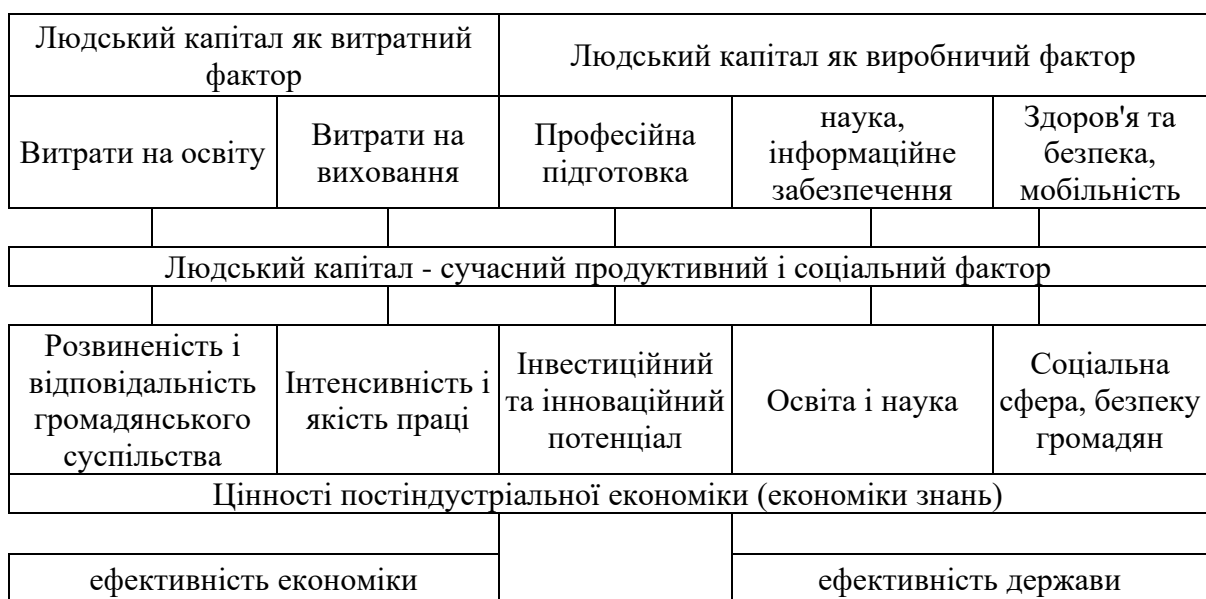 Людський капітал як витратний
фактор
Людський капітал як виробничий фактор
Витрати на освіту
Витрати на
виховання
Професійна
підготовка
наука,
інформаційне
забезпечення
Здоров'я та
безпека,
мобільність
Людський капітал - сучасний продуктивний і соціальний фактор
Розвиненість і
відповідальність
громадянського
суспільства
Інтенсивність і
якість праці
Інвестиційний
та інноваційний
потенціал
Освіта і наука
Соціальна
сфера, безпеку
громадян
Цінності постіндустріальної економіки (економіки знань)
ефективність економіки
ефективність держави